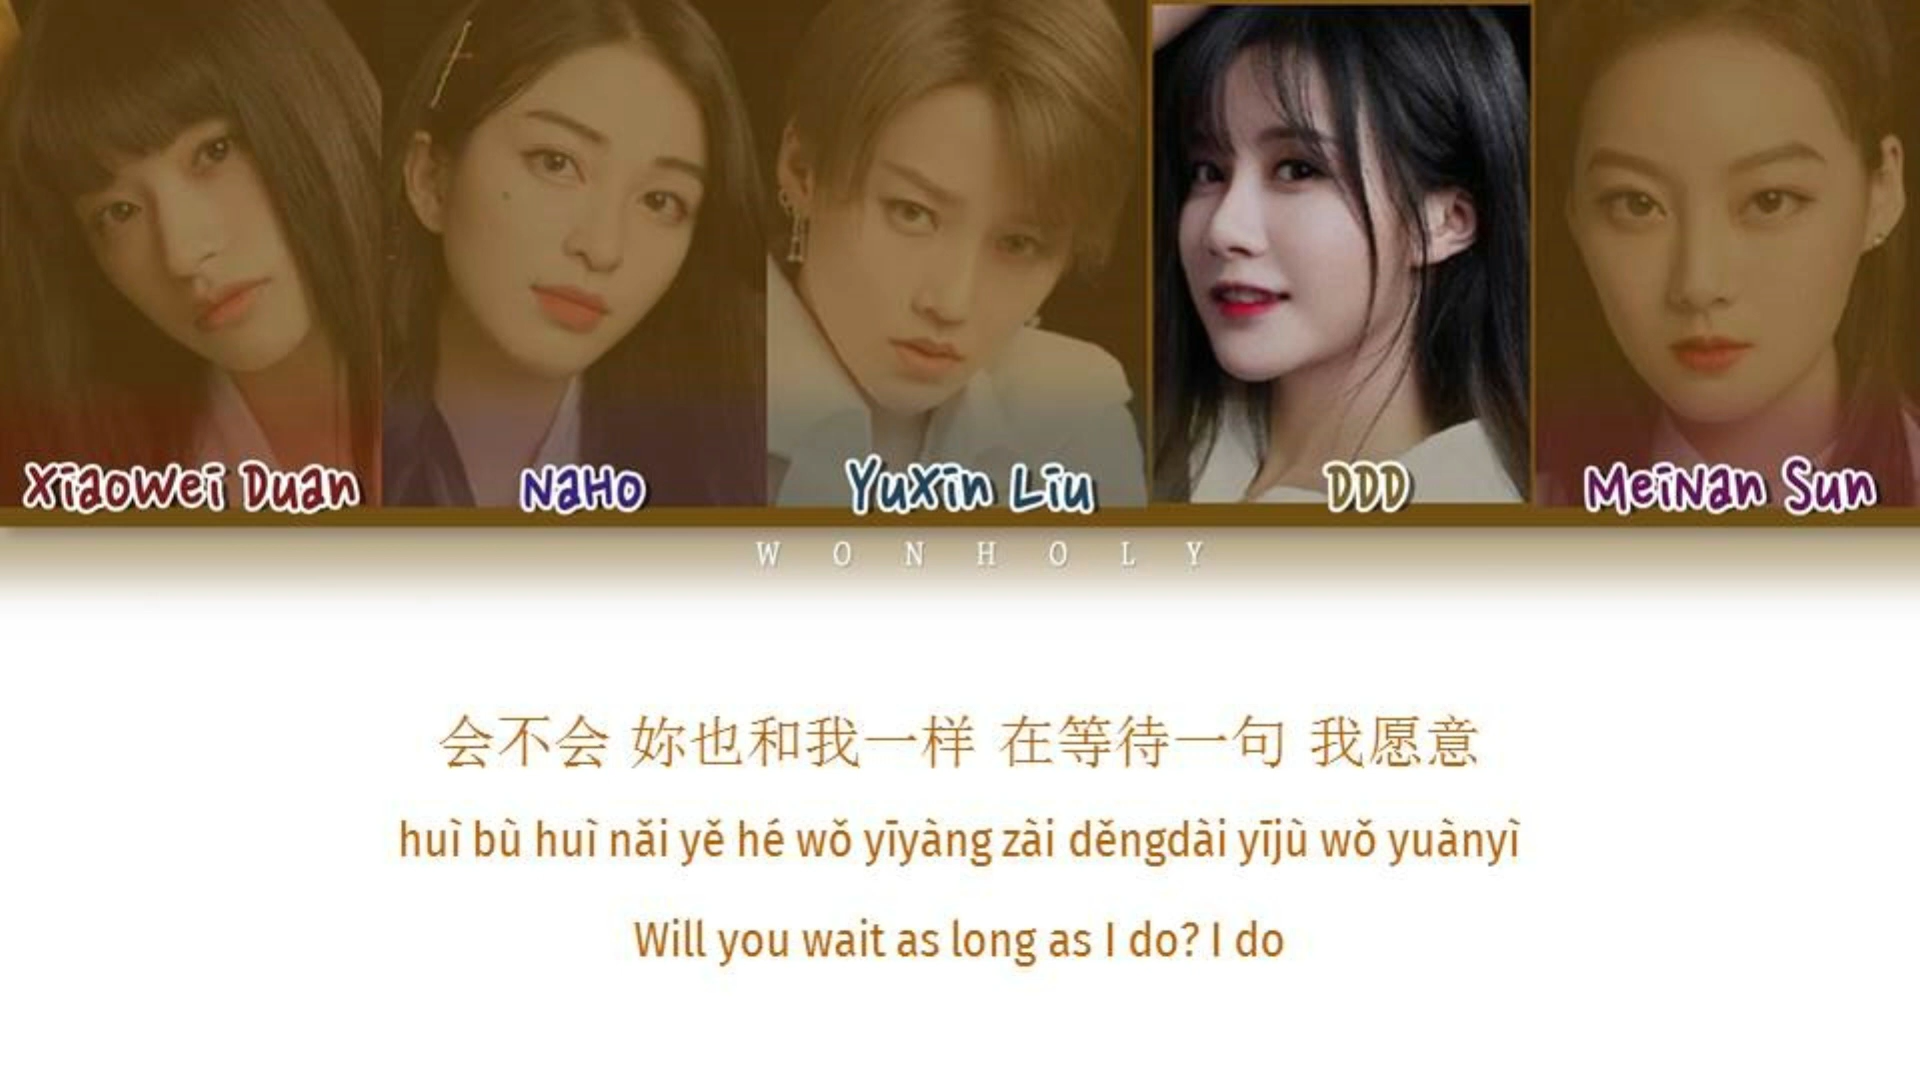 XiaoWei Duan NaHo YuXin Liu DDD MeiNan Sun
WONHOLY
会不会 妳也和我一样 在等待一句 我愿意
huì bù huì nǎi yě hé wǒ yīyàng zài děngdài yījù wǒ yuànyì
Will you wait as long as I do? I do